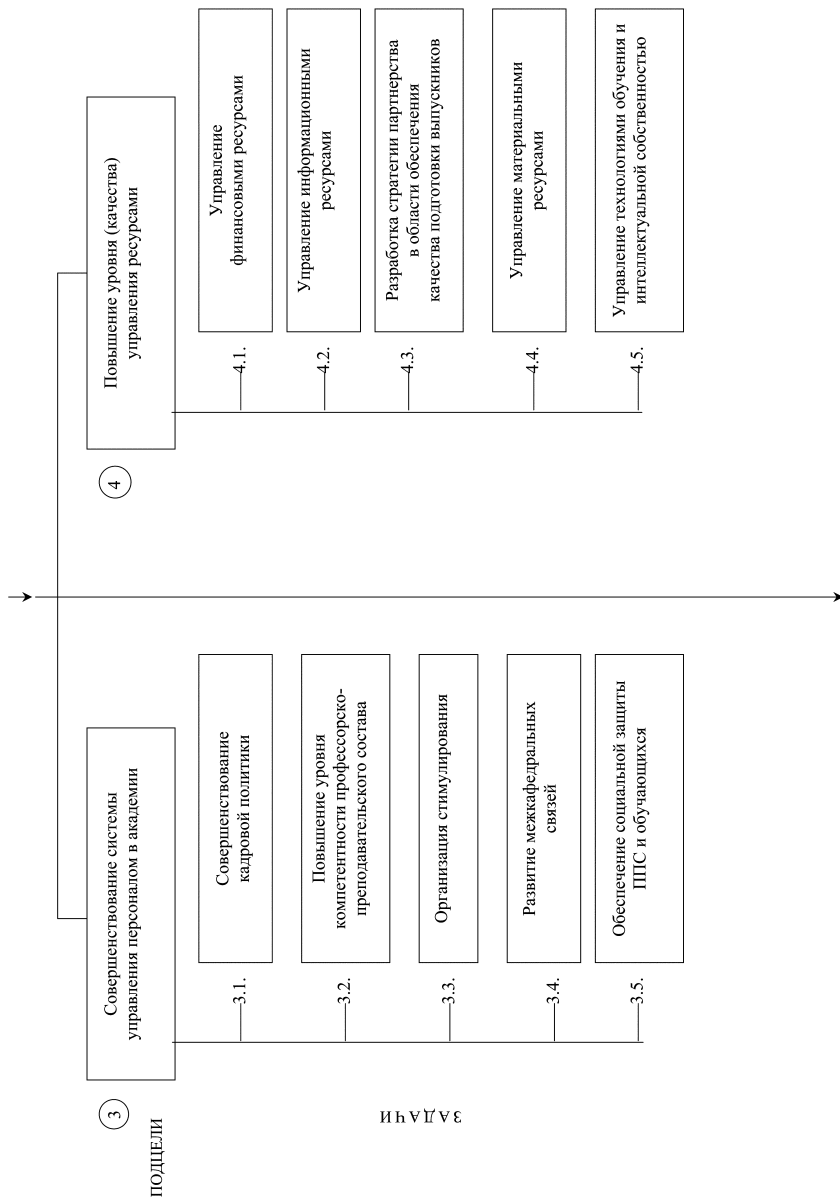 ПОДЦЕЛИ
3
Совершенствование системы
управления персоналом в академии
4
Повышение уровня (качества)
управления ресурсами
ЗАДАЧИ
3.1.
Совершенствование
кадровой политики
3.2.
Повышение уровня
компетентности профессорско-
преподавательского состава
3.3.
Организация стимулирования
3.4.
Развитие межкафедральных
связей
3.5.
Обеспечение социальной защиты
ППС и обучающихся
4.1.
Управление
финансовыми ресурсами
4.2.
Управление информационными
ресурсами
4.3.
Разработка стратегии партнерства
в области обеспечения
качества подготовки выпускников
4.4.
Управление материальными
ресурсами
4.5.
Управление технологиями обучения и
интеллектуальной собственностью